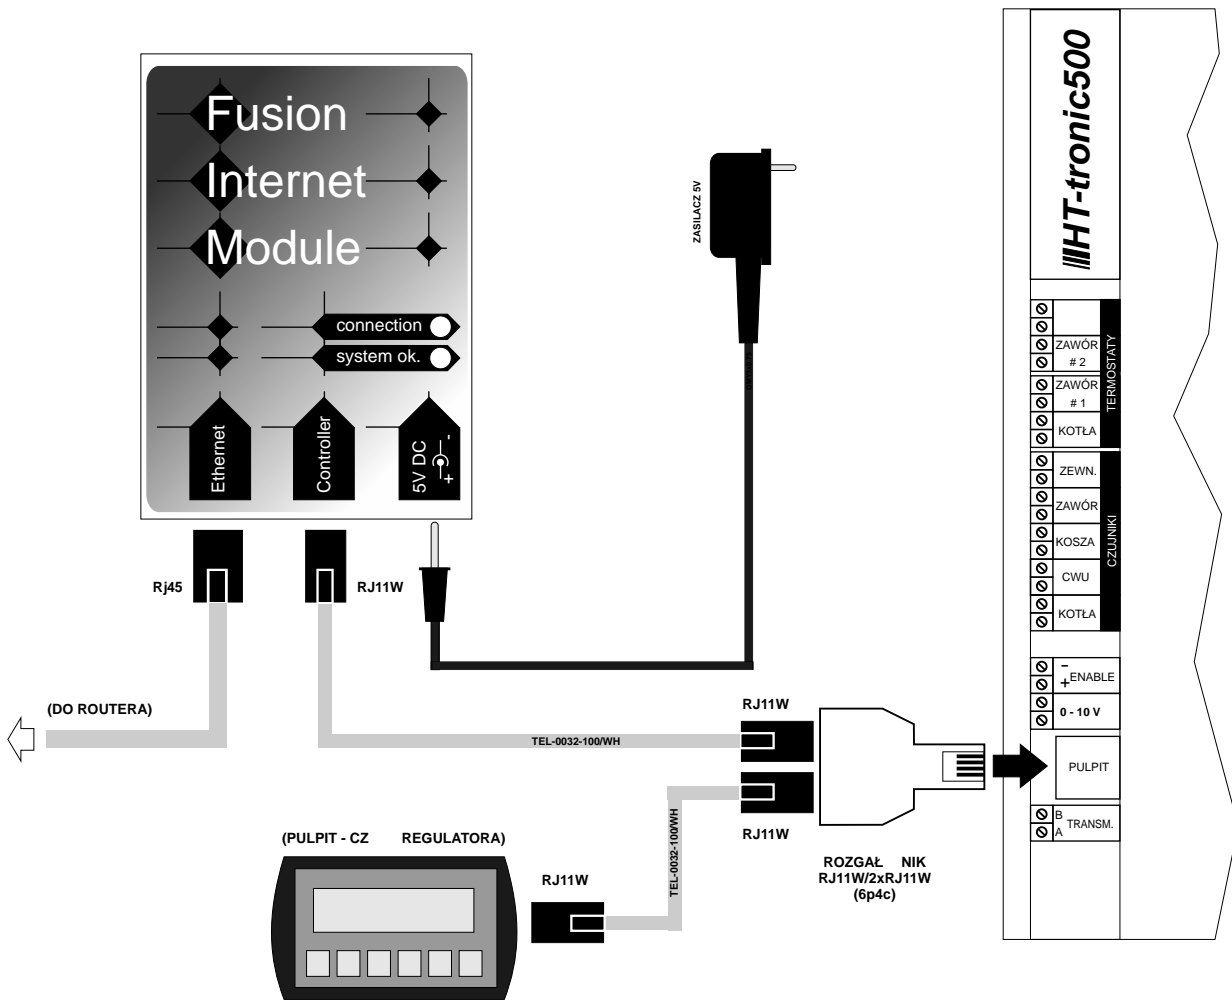 Fusion
Internet
Module
connection
system ok.
Ethernet
Controller
5V DC
+ -
ZASILACZ 5V
Rj45
RJ11W
(DO ROUTERA)
TEL-0032-100/WH
RJ11W
RJ11W
TEL-0032-100/WH
(PULPIT - CZ REGULATORA)
RJ11W
ROZGAŁ NIK
RJ11W/2xRJ11W
(6p4c)
HT-tronic500
ZAWÓR
# 2
ZAWÓR
# 1
KOTŁA
TERMOSTATY
ZEWN.
ZAWÓR
KOSZA
CWU
KOTŁA
CZUJNIKI
-
+ ENABLE
0 - 10 V
PULPIT
B
TRANSM.
A